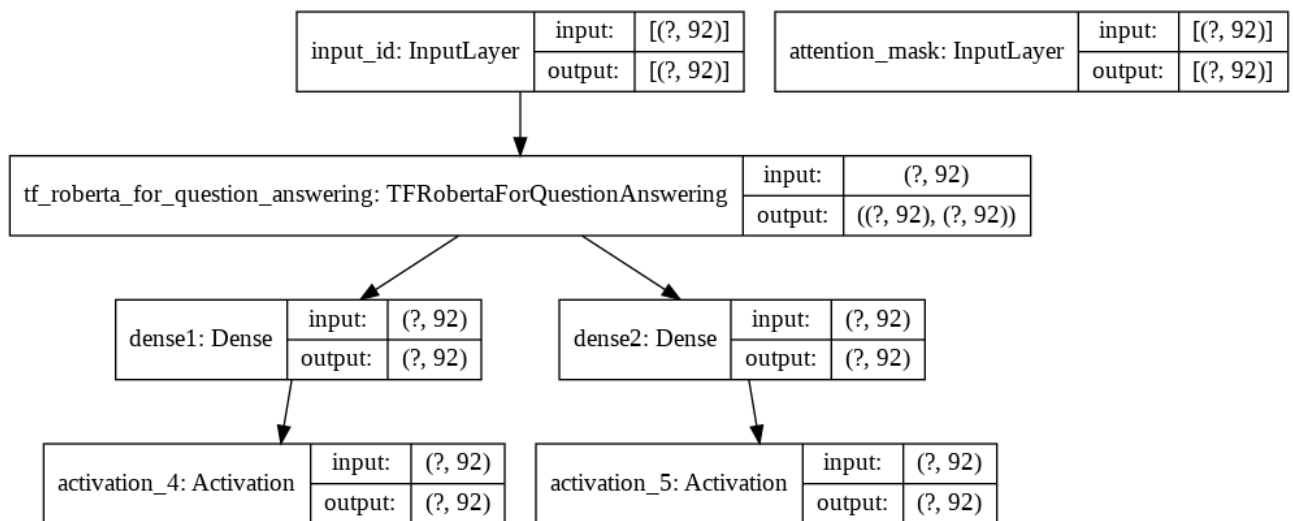 input_id: InputLayer
input: [(?, 92)]
output: [(?, 92)]
attention_mask: InputLayer
input: [(?, 92)]
output: [(?, 92)]
tf_roberta_for_question_answering: TFRobertaForQuestionAnswering
input: (?, 92)
output: ((?, 92), (?, 92))
dense1: Dense
input: (?, 92)
output: (?, 92)
dense2: Dense
input: (?, 92)
output: (?, 92)
activation_4: Activation
input: (?, 92)
output: (?, 92)
activation_5: Activation
input: (?, 92)
output: (?, 92)